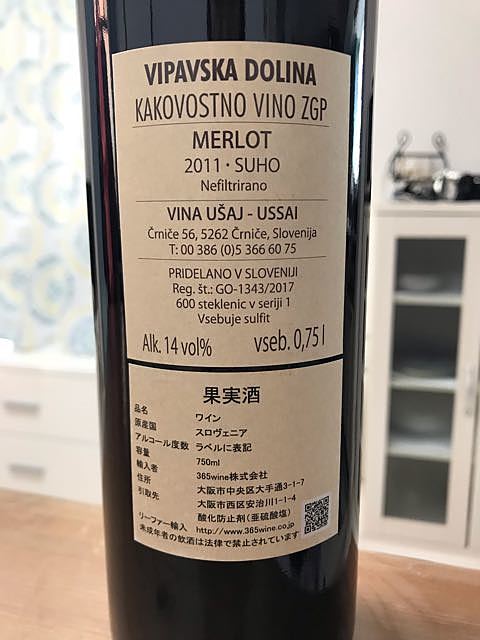 VIPAVSKA DOLINA
KAKOVOSTNO VINO ZGP
MERLOT
2011 · SUHO
Nefiltrirano
VINA UŠAJ - USSAI
Črniče 56, 5262 Črniče, Slovenija
T: 00 386 (0)5 366 60 75
PRIDELANO V SLOVENIJI
Reg. št.: GO-1343/2017
600 steklenic v seriji 1
Vsebuje sulfit
Alk. 14 vol% vseb. 0,75 l
果実酒
品名 ワイン
原産国 スロヴェニア
アルコール度数 ラベルに表記
容量 750ml
輸入者 365wine株式会社
住所 大阪市中央区大手通3-1-7
引取先 大阪市西区安治川1-1-4
酸化防止剤(亜硫酸塩)
リーファー輸入 http://www.365wine.co.jp
未成年者の飲酒は法律で禁止されています